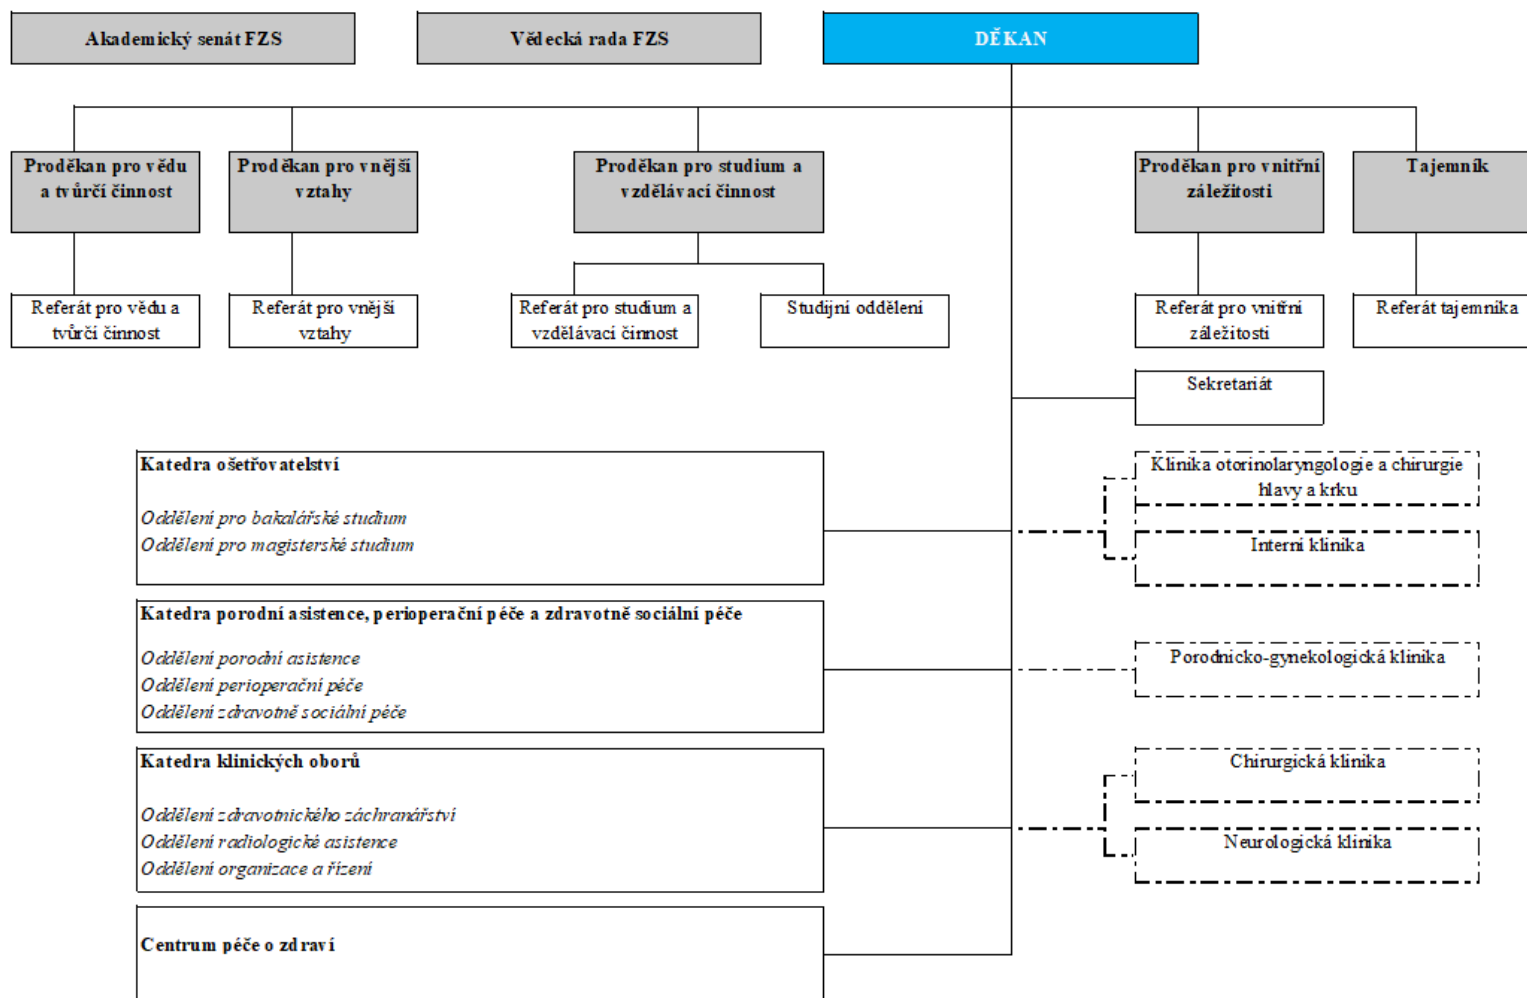 Akademický senát FZS
Vědecká rada FZS
DĚKAN
Proděkan pro vědu
a tvůrčí činnost
Proděkan pro vnější
vztahy
Proděkan pro studium a
vzdělávací činnost
Proděkan pro vnitřní
záležitosti
Tajemník
Referát pro vědu a
tvůrčí činnost
Referát pro vnější
vztahy
Referát pro studium a
vzdělávací činnost
Studijní oddělení
Referát pro vnitřní
záležitosti
Referát tajemníka
Sekretariát
Katedra ošetřovatelství
Oddělení pro bakalářské studium
Oddělení pro magisterské studium
Klinika otorinolaryngologie a chirurgie
hlavy a krku
Interní klinika
Katedra porodní asistence, perioperační péče a zdravotně sociální péče
Oddělení porodní asistence
Oddělení perioperační péče
Oddělení zdravotně sociální péče
Porodnicko-gynekologická klinika
Katedra klinických oborů
Oddělení zdravotnického záchranářství
Oddělení radiologické asistence
Oddělení organizace a řízení
Chirurgická klinika
Neurologická klinika
Centrum péče o zdraví